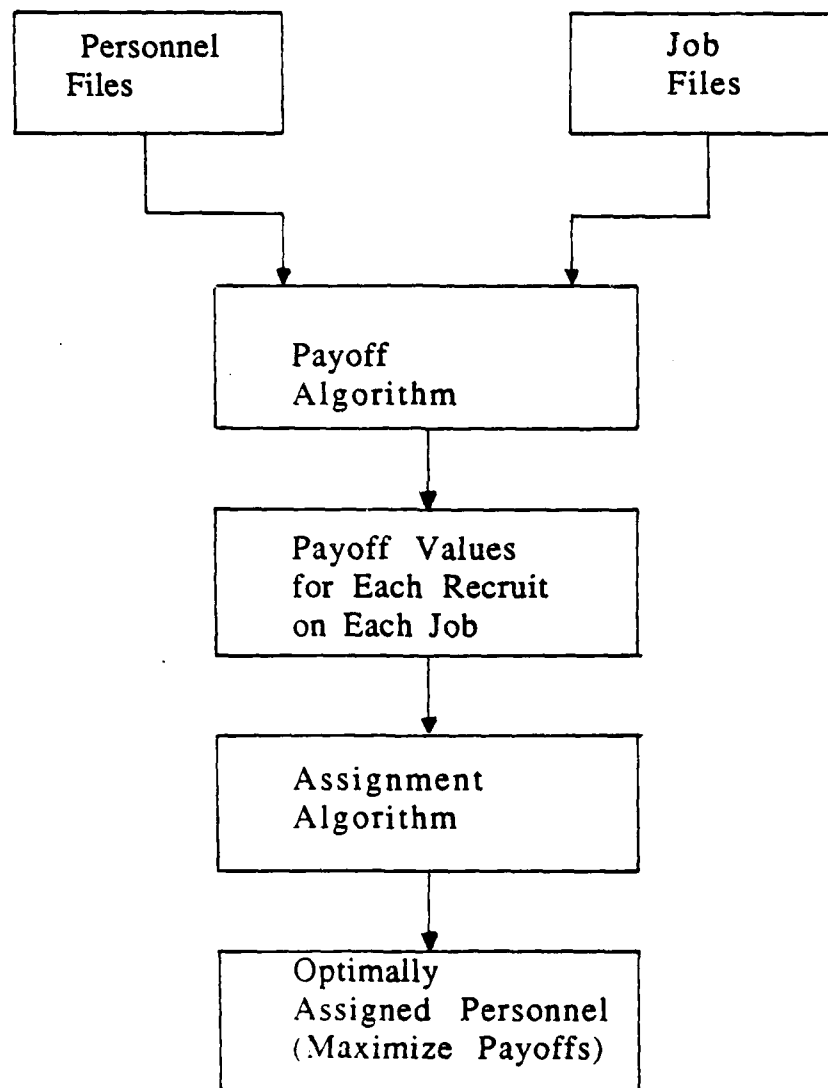 Personnel
Files
Job
Files
Payoff
Algorithm
Payoff Values
for Each Recruit
on Each Job
Assignment
Algorithm
Optimally
Assigned Personnel
(Maximize Payoffs)